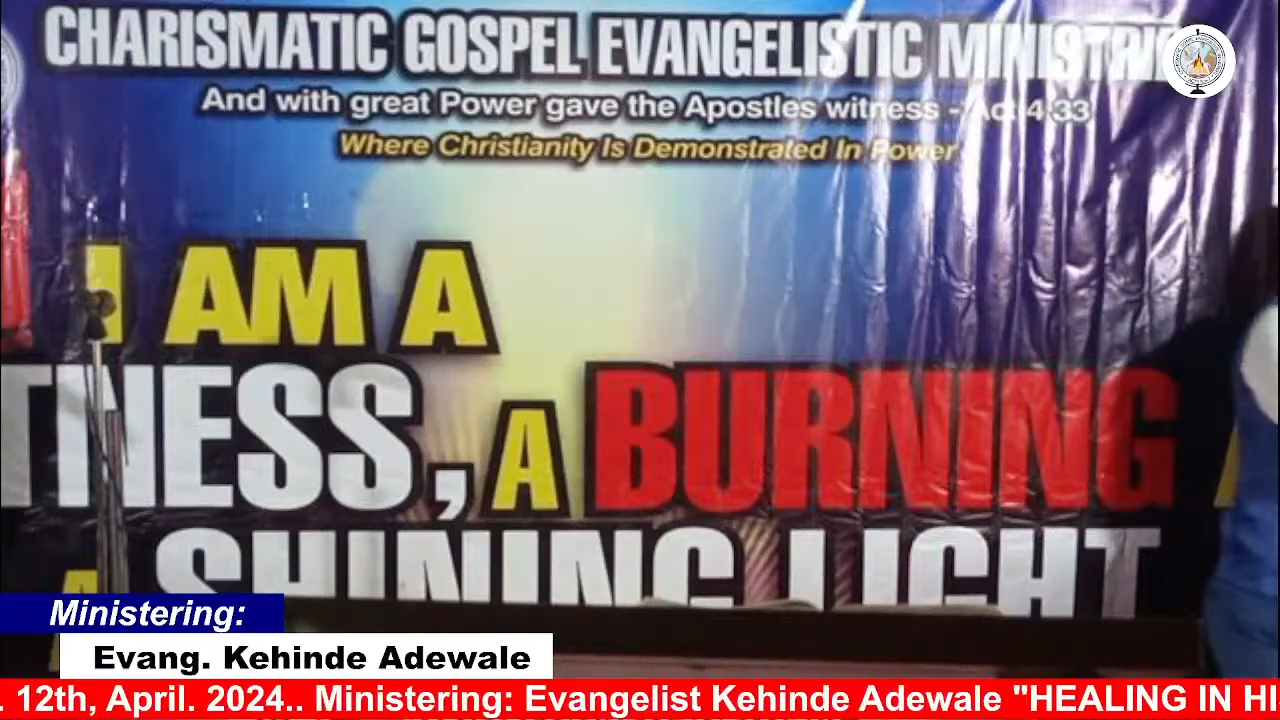 CHARISMATIC GOSPEL EVANGELISTIC MINISTRIE
And with great Power gave the Apostles witness - Act 4:33
Where Christianity Is Demonstrated In Power
I AM A
TNESS, A BURNING
A SHINING LIGHT
Ministering:
Evang. Kehinde Adewale
. 12th, April. 2024.. Ministering: Evangelist Kehinde Adewale "HEALING IN HI